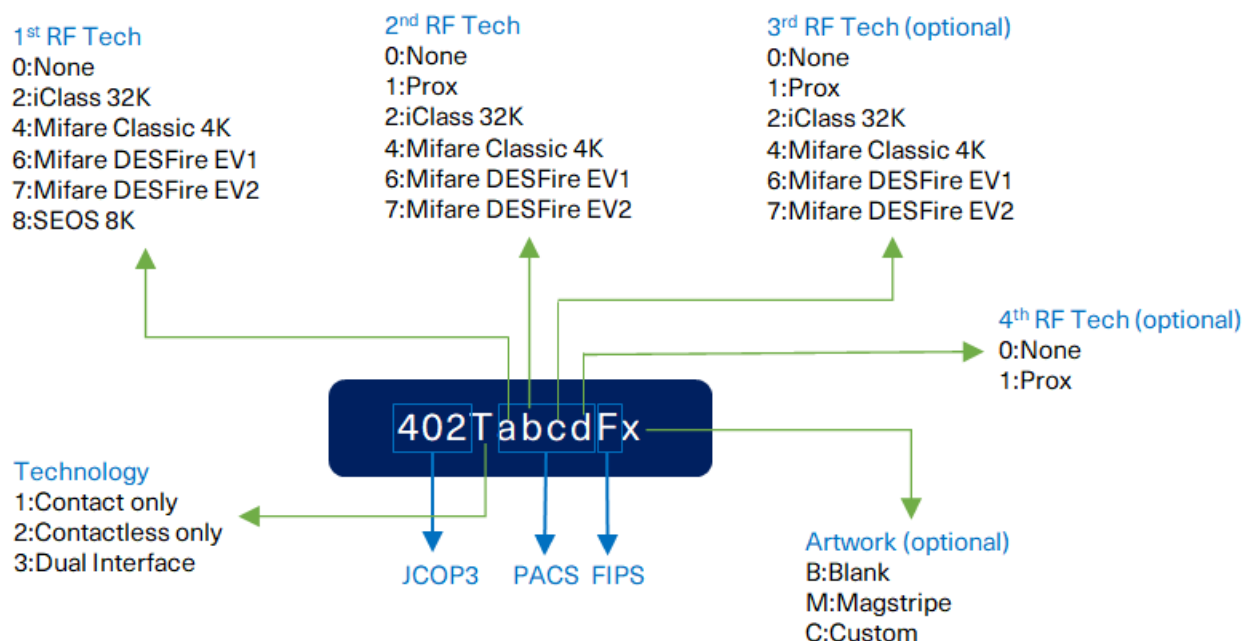 1st RF Tech
0:None
2:iClass 32K
4:Mifare Classic 4K
6:Mifare DESFire EV1
7:Mifare DESFire EV2
8:SEOS 8K
2nd RF Tech
0:None
1:Prox
2:iClass 32K
4:Mifare Classic 4K
6:Mifare DESFire EV1
7:Mifare DESFire EV2
3rd RF Tech (optional)
0:None
1:Prox
2:iClass 32K
4:Mifare Classic 4K
6:Mifare DESFire EV1
7:Mifare DESFire EV2
4th RF Tech (optional)
0:None
1:Prox
402TabcdFx
Technology
1:Contact only
2:Contactless only
3:Dual Interface
JCOP3
PACS
FIPS
Artwork (optional)
B:Blank
M:Magstripe
C:Custom